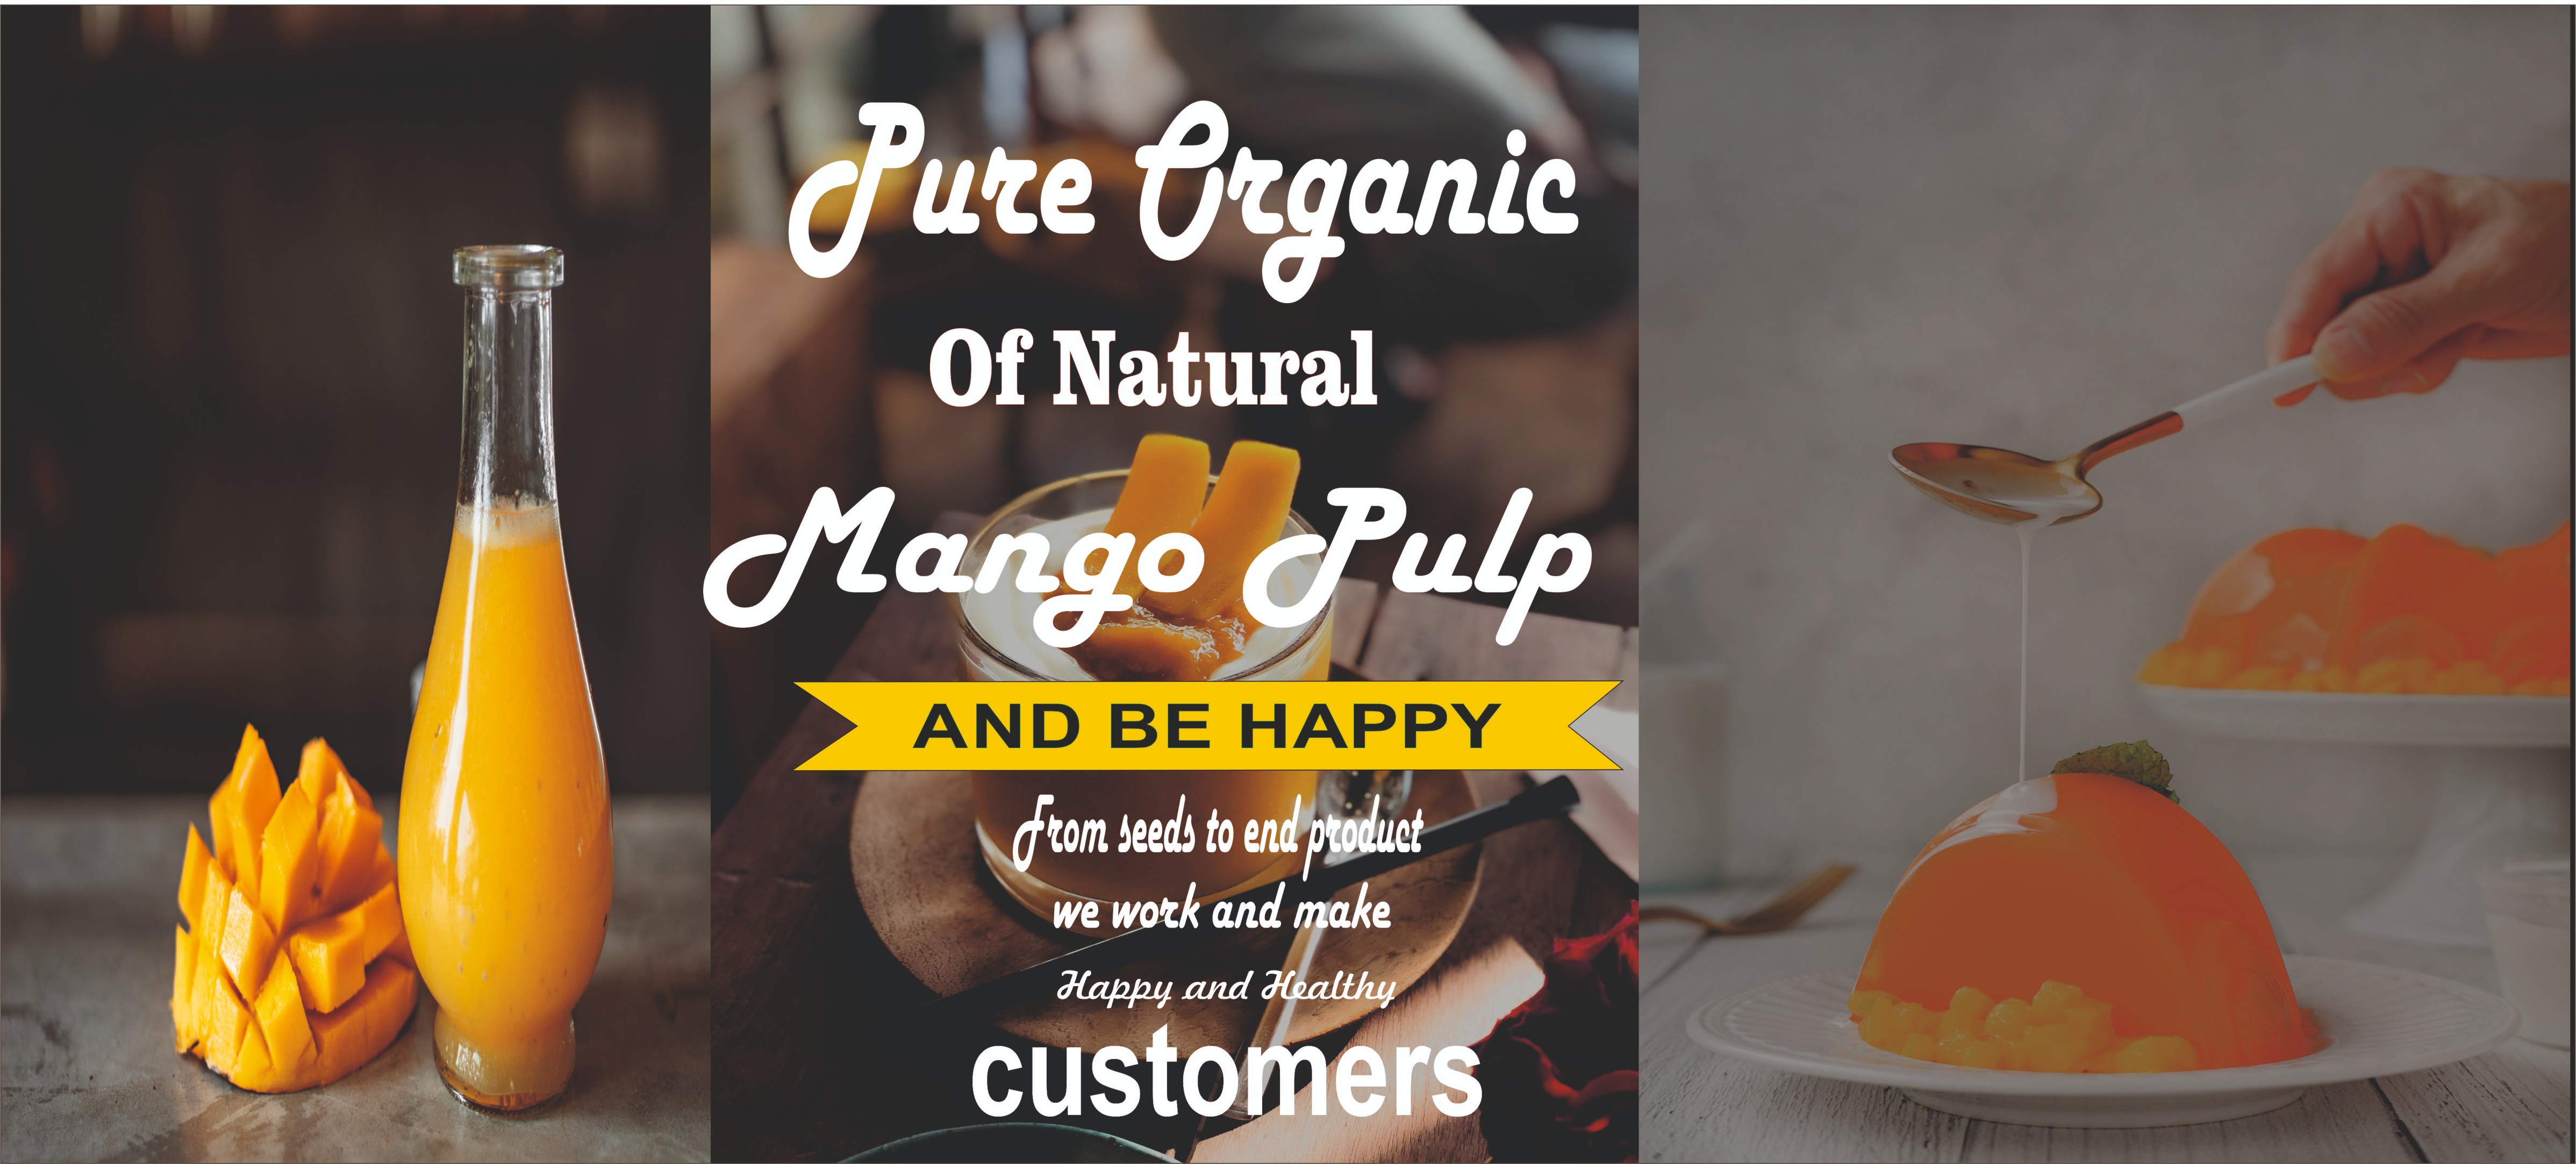 Pure Organic
Of Natural
Mango Pulp
AND BE HAPPY
From seeds to end product
we work and make
Happy and Healthy
customers